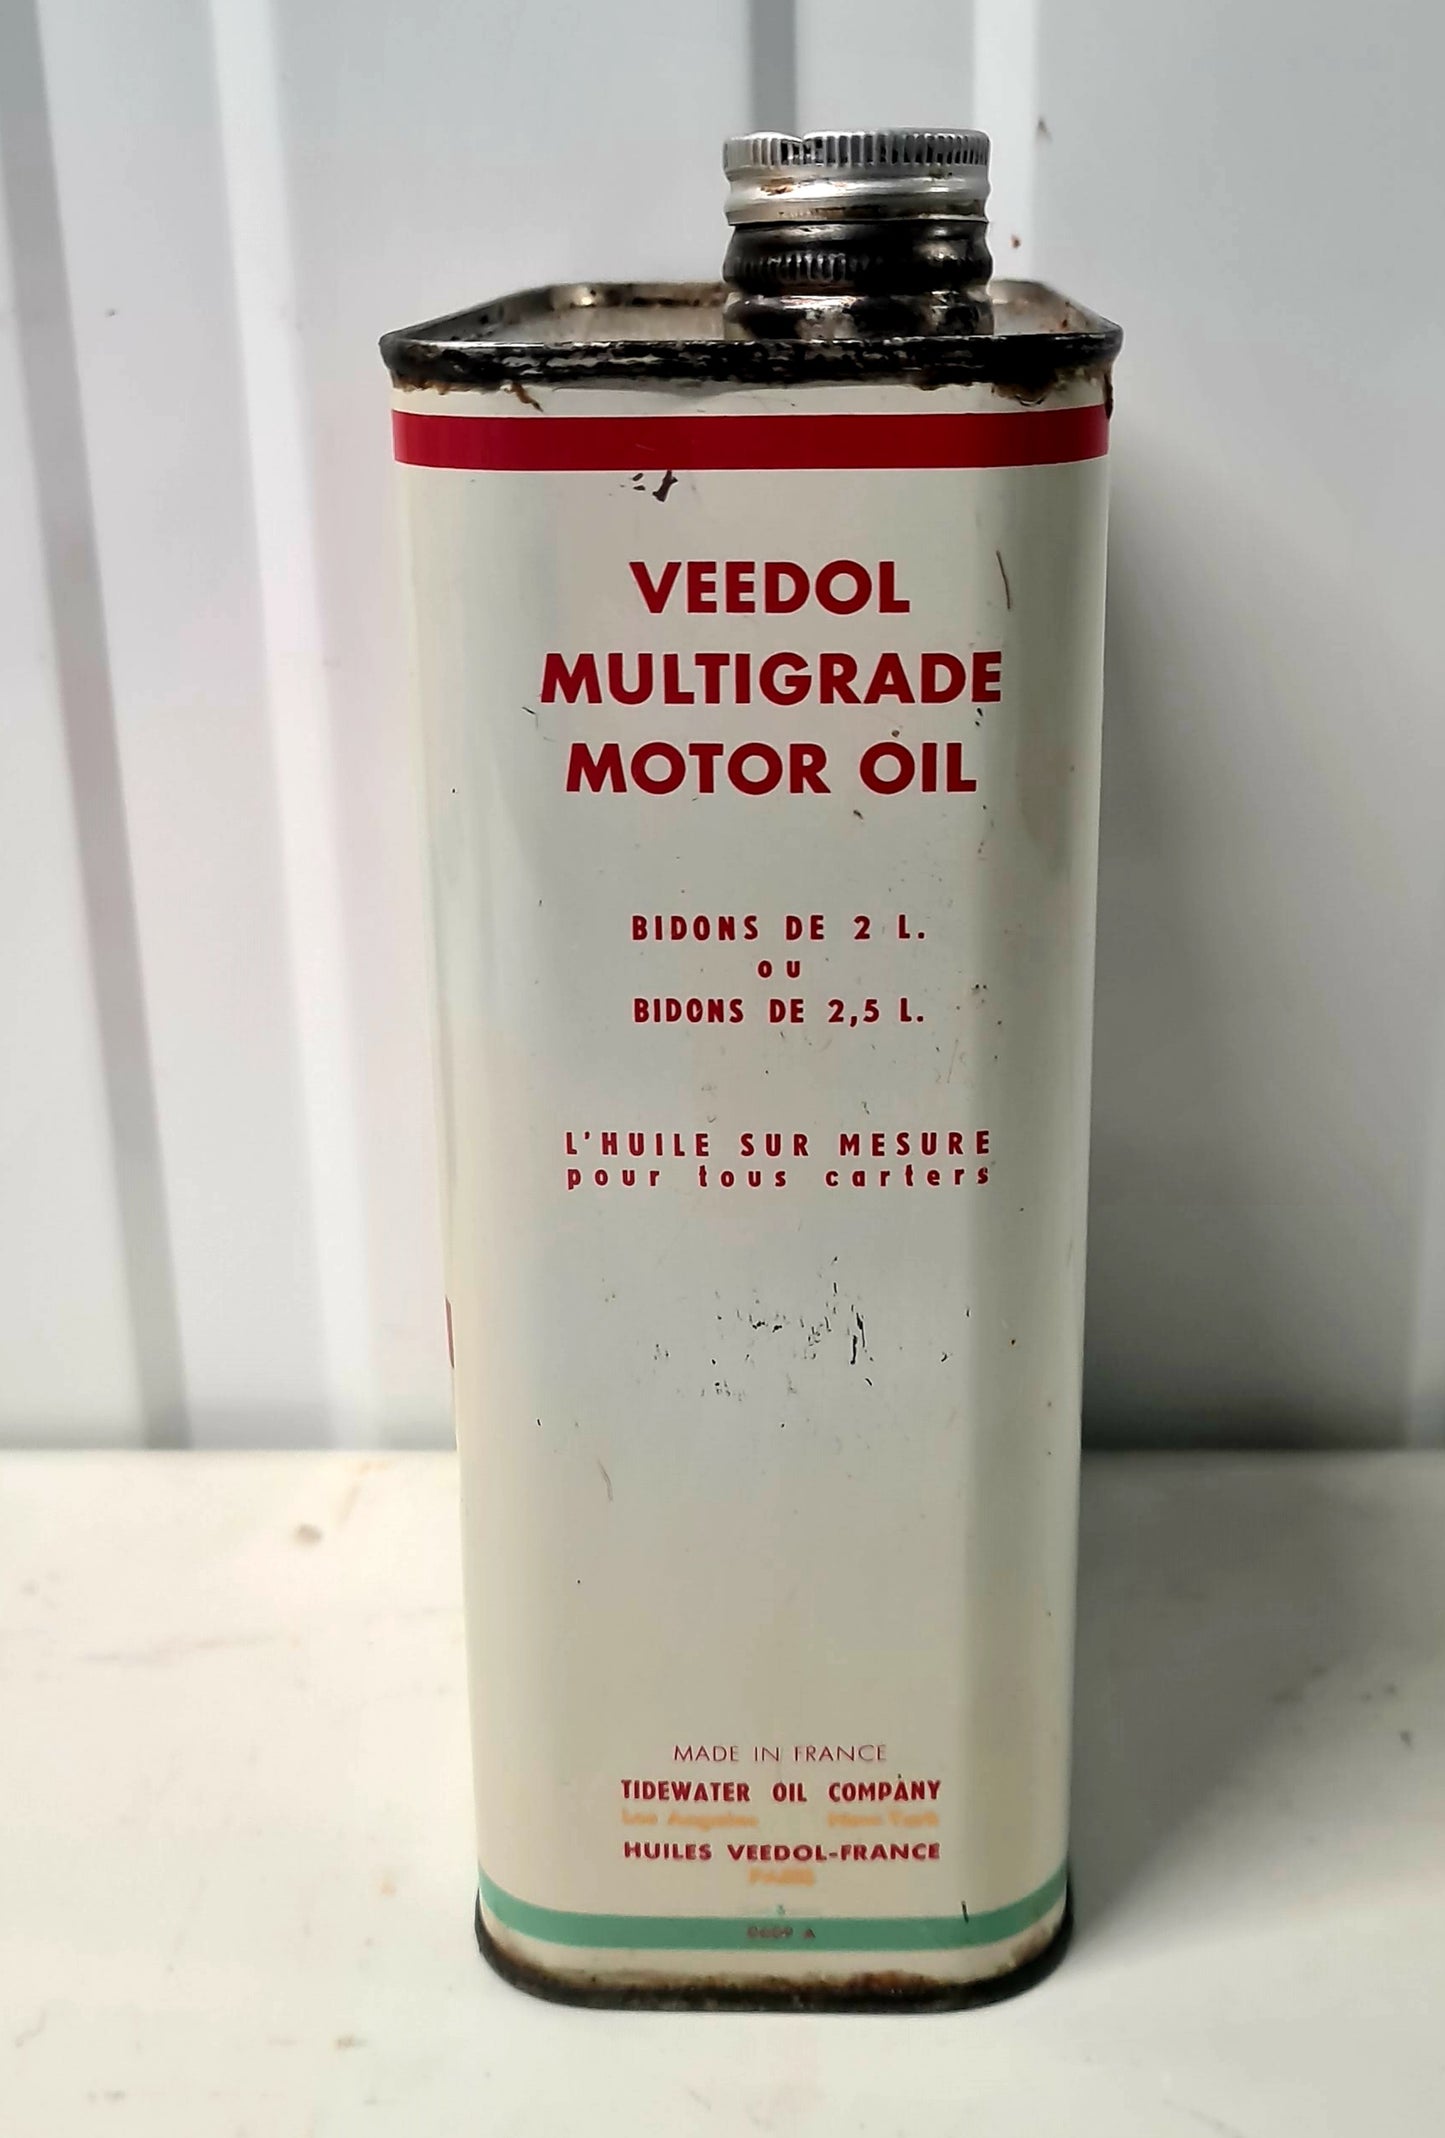 VEEDOL
MULTIGRADE
MOTOR OIL
BIDONS DE 2 L.
OU
BIDONS DE 2,5 L.
L'HUILE SUR MESURE
pour tous carters
MADE IN FRANCE
TIDEWATER OIL COMPANY
Los Angeles New York
HUILES VEEDOL-FRANCE
PARIS